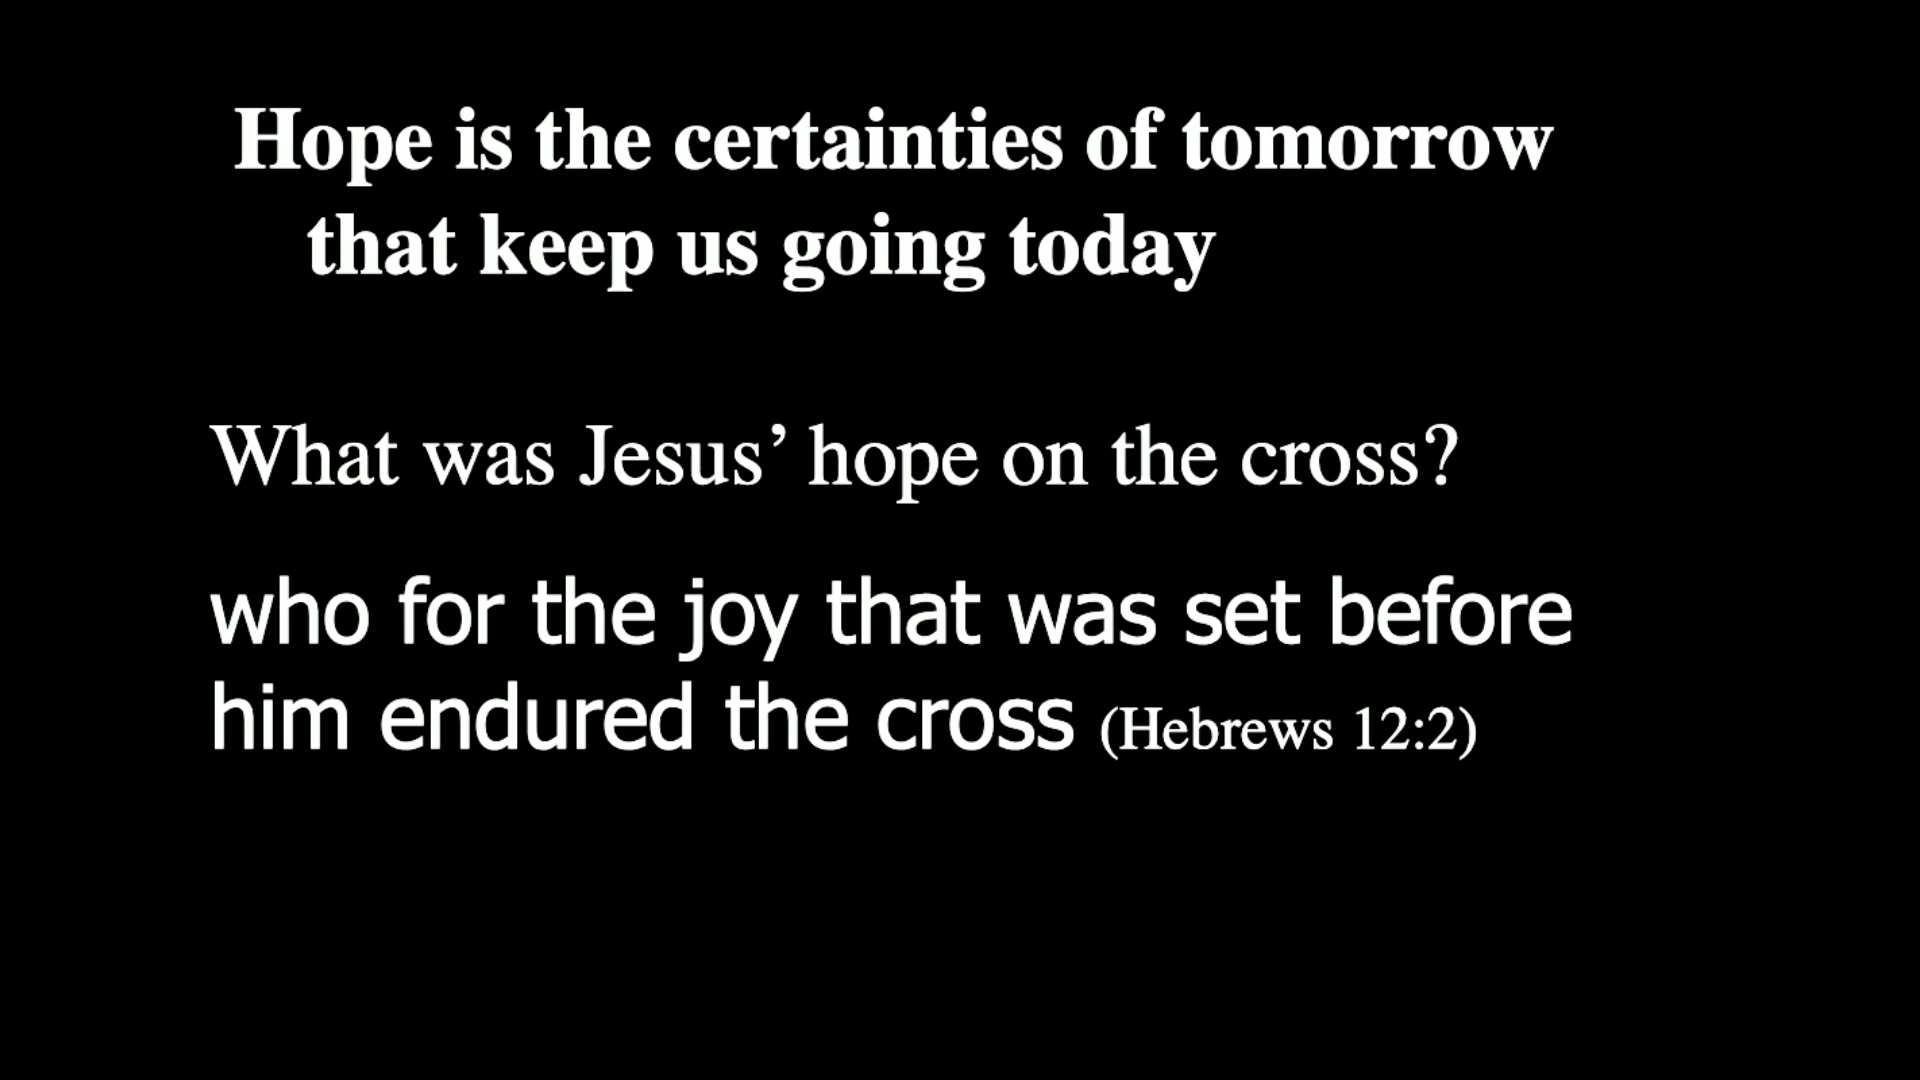 Hope is the certainties of tomorrow
that keep us going today
What was Jesus’ hope on the cross?
who for the joy that was set before
him endured the cross (Hebrews 12:2)